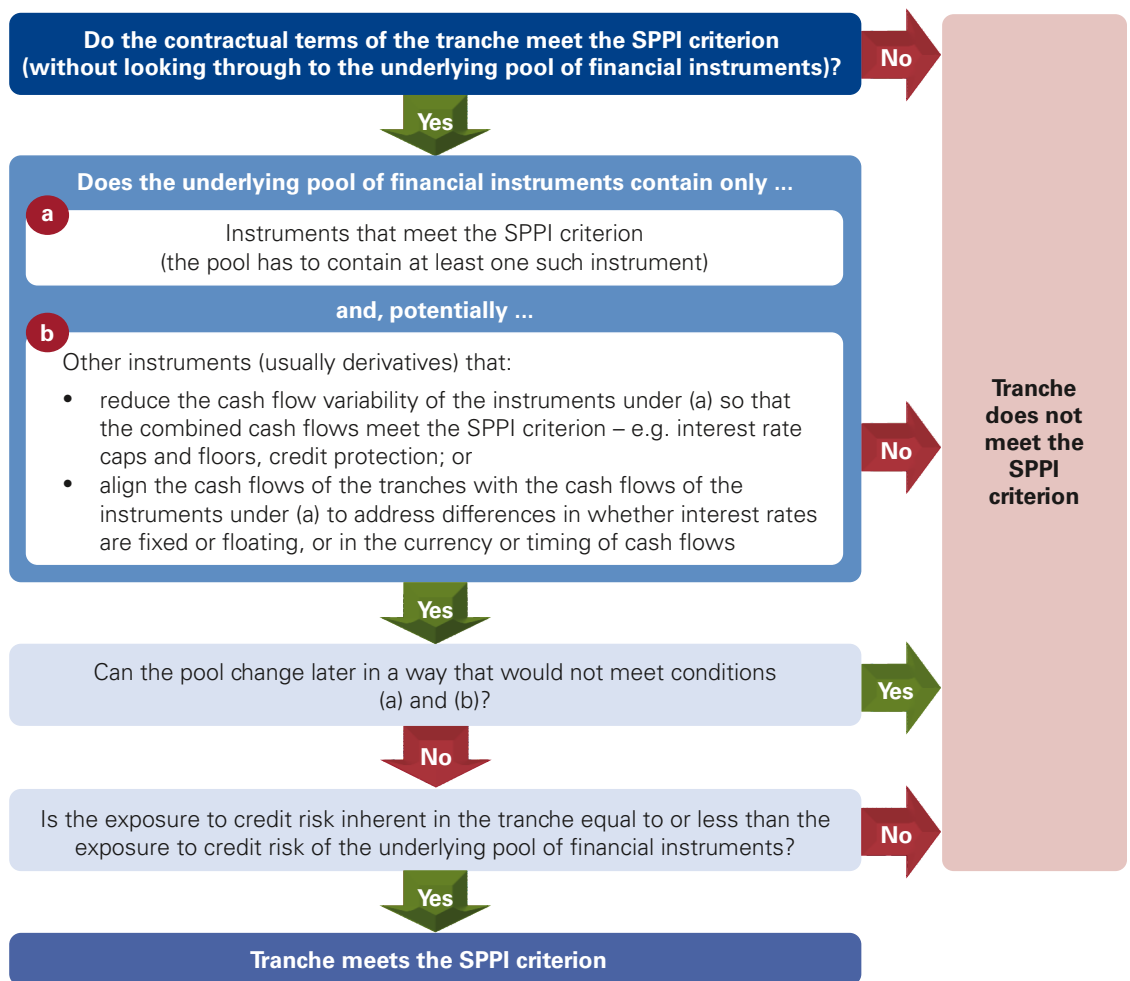 Do the contractual terms of the tranche meet the SPPI criterion
(without looking through to the underlying pool of financial instruments)?
No
Yes
Does the underlying pool of financial instruments contain only ...
a
Instruments that meet the SPPI criterion
(the pool has to contain at least one such instrument)
and, potentially ...
b
Other instruments (usually derivatives) that:
• reduce the cash flow variability of the instruments under (a) so that
the combined cash flows meet the SPPI criterion – e.g. interest rate
caps and floors, credit protection; or
• align the cash flows of the tranches with the cash flows of the
instruments under (a) to address differences in whether interest rates
are fixed or floating, or in the currency or timing of cash flows
No
Tranche
does not
meet the
SPPI
criterion
Yes
Can the pool change later in a way that would not meet conditions
(a) and (b)?
Yes
No
Is the exposure to credit risk inherent in the tranche equal to or less than the
exposure to credit risk of the underlying pool of financial instruments?
No
Yes
Tranche meets the SPPI criterion